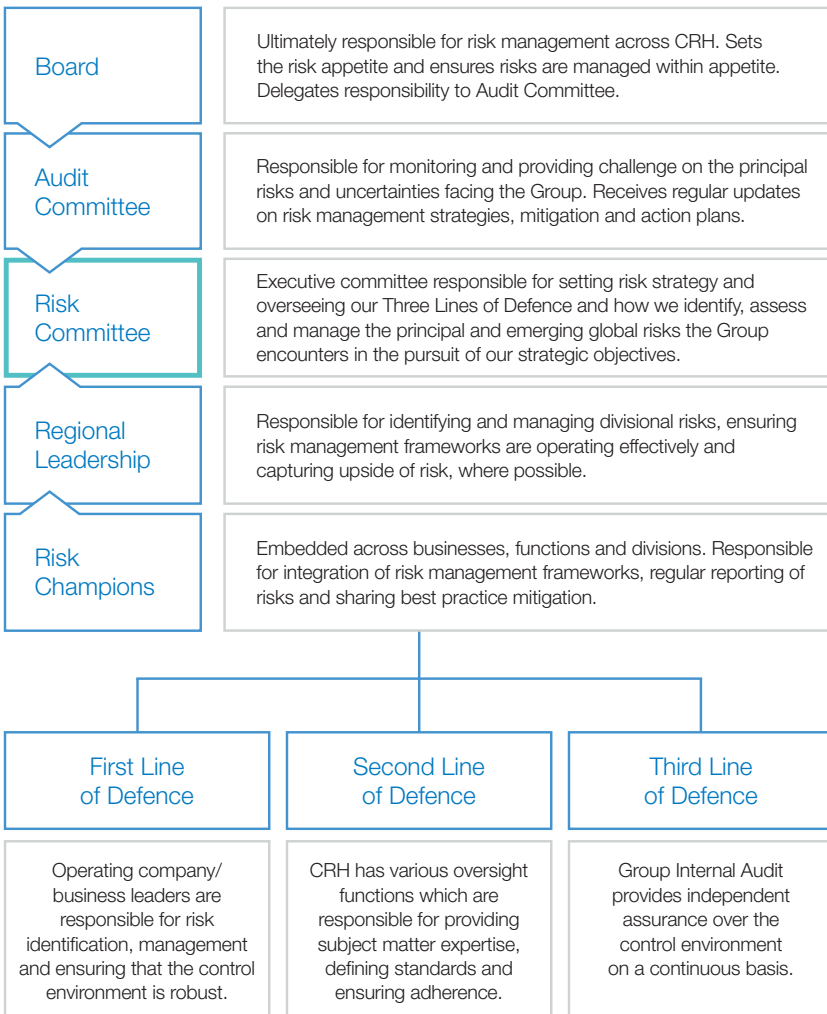 Board
Ultimately responsible for risk management across CRH. Sets
the risk appetite and ensures risks are managed within appetite.
Delegates responsibility to Audit Committee.
Audit
Committee
Responsible for monitoring and providing challenge on the principal
risks and uncertainties facing the Group. Receives regular updates
on risk management strategies, mitigation and action plans.
Risk
Committee
Executive committee responsible for setting risk strategy and
overseeing our Three Lines of Defence and how we identify, assess
and manage the principal and emerging global risks the Group
encounters in the pursuit of our strategic objectives.
Regional
Leadership
Responsible for identifying and managing divisional risks, ensuring
risk management frameworks are operating effectively and
capturing upside of risk, where possible.
Risk
Champions
Embedded across businesses, functions and divisions. Responsible
for integration of risk management frameworks, regular reporting of
risks and sharing best practice mitigation.
First Line
of Defence
Operating company/
business leaders are
responsible for risk
identification, management
and ensuring that the control
environment is robust.
Second Line
of Defence
CRH has various oversight
functions which are
responsible for providing
subject matter expertise,
defining standards and
ensuring adherence.
Third Line
of Defence
Group Internal Audit
provides independent
assurance over the
control environment
on a continuous basis.